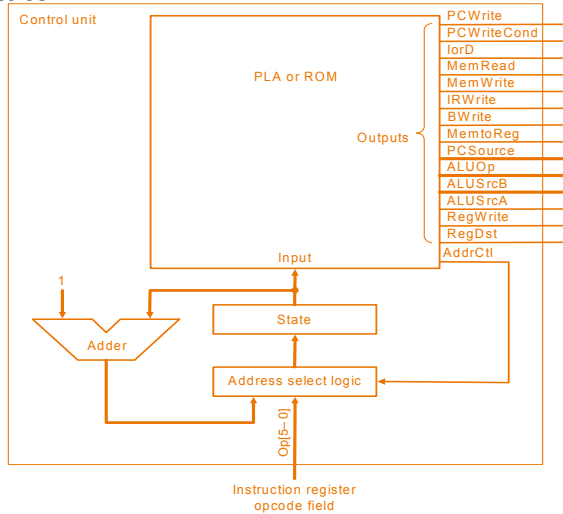 Control unit
PLA or ROM
Outputs
Input
PCWrite
PCWriteCond
IorD
MemRead
MemWrite
IRWrite
BWrite
MemtoReg
PCSource
ALUOp
ALUSrcB
ALUSrcA
RegWrite
RegDst
AddrCtl
1
Adder
State
Address select logic
Op[5–0]
Instruction register
opcode field